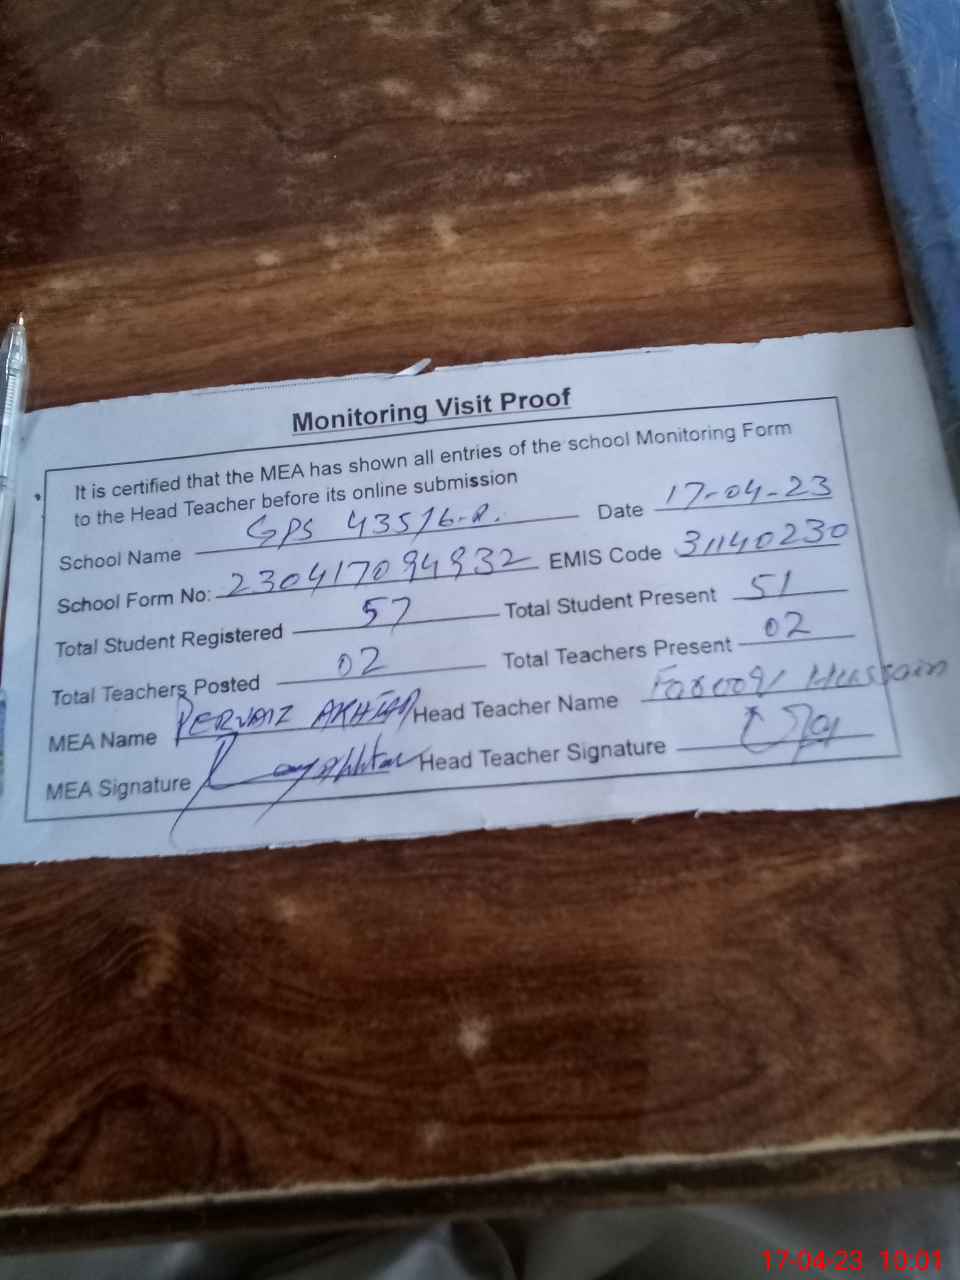 Monitoring Visit Proof
It is certified that the MEA has shown all entries of the school Monitoring Form
to the Head Teacher before its online submission
School Name GPS 43516-R. Date 17-04-23
School Form No: 230417094932 EMIS Code 31140230
Total Student Registered 57 Total Student Present 51
Total Teachers Posted 02 Total Teachers Present 02
MEA Name PERVAIZ AKHTAR Head Teacher Name Farooq Hussain
MEA Signature Head Teacher Signature
17-04-23 10:01